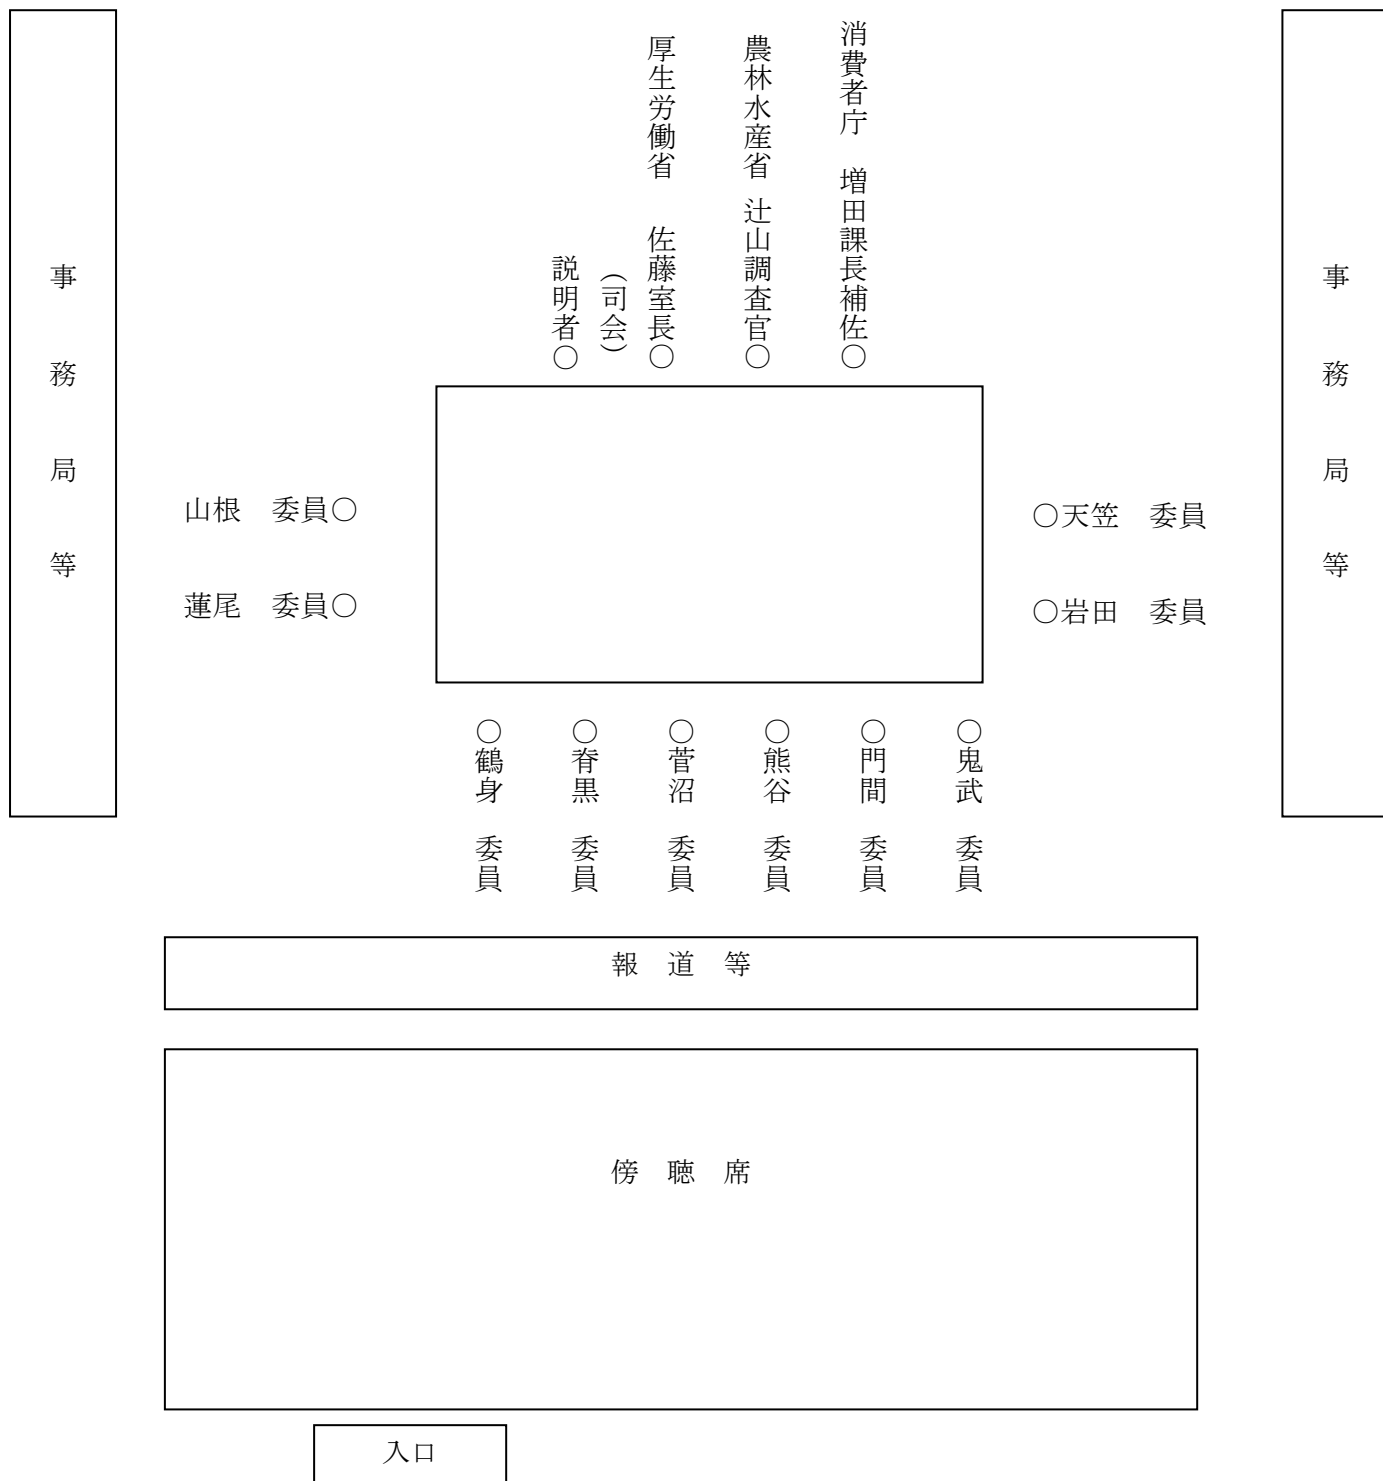 消費者庁　増田課長補佐○
農林水産省　辻山調査官○
厚生労働省　佐藤室長○
（司会）
説明者○
事務局等
事務局等
山根　委員○
○天笠　委員
蓮尾　委員○
○岩田　委員
○鬼武　委員
○門間　委員
○熊谷　委員
○菅沼　委員
○脊黒　委員
○鶴身　委員
報　道　等
傍　聴　席
入口